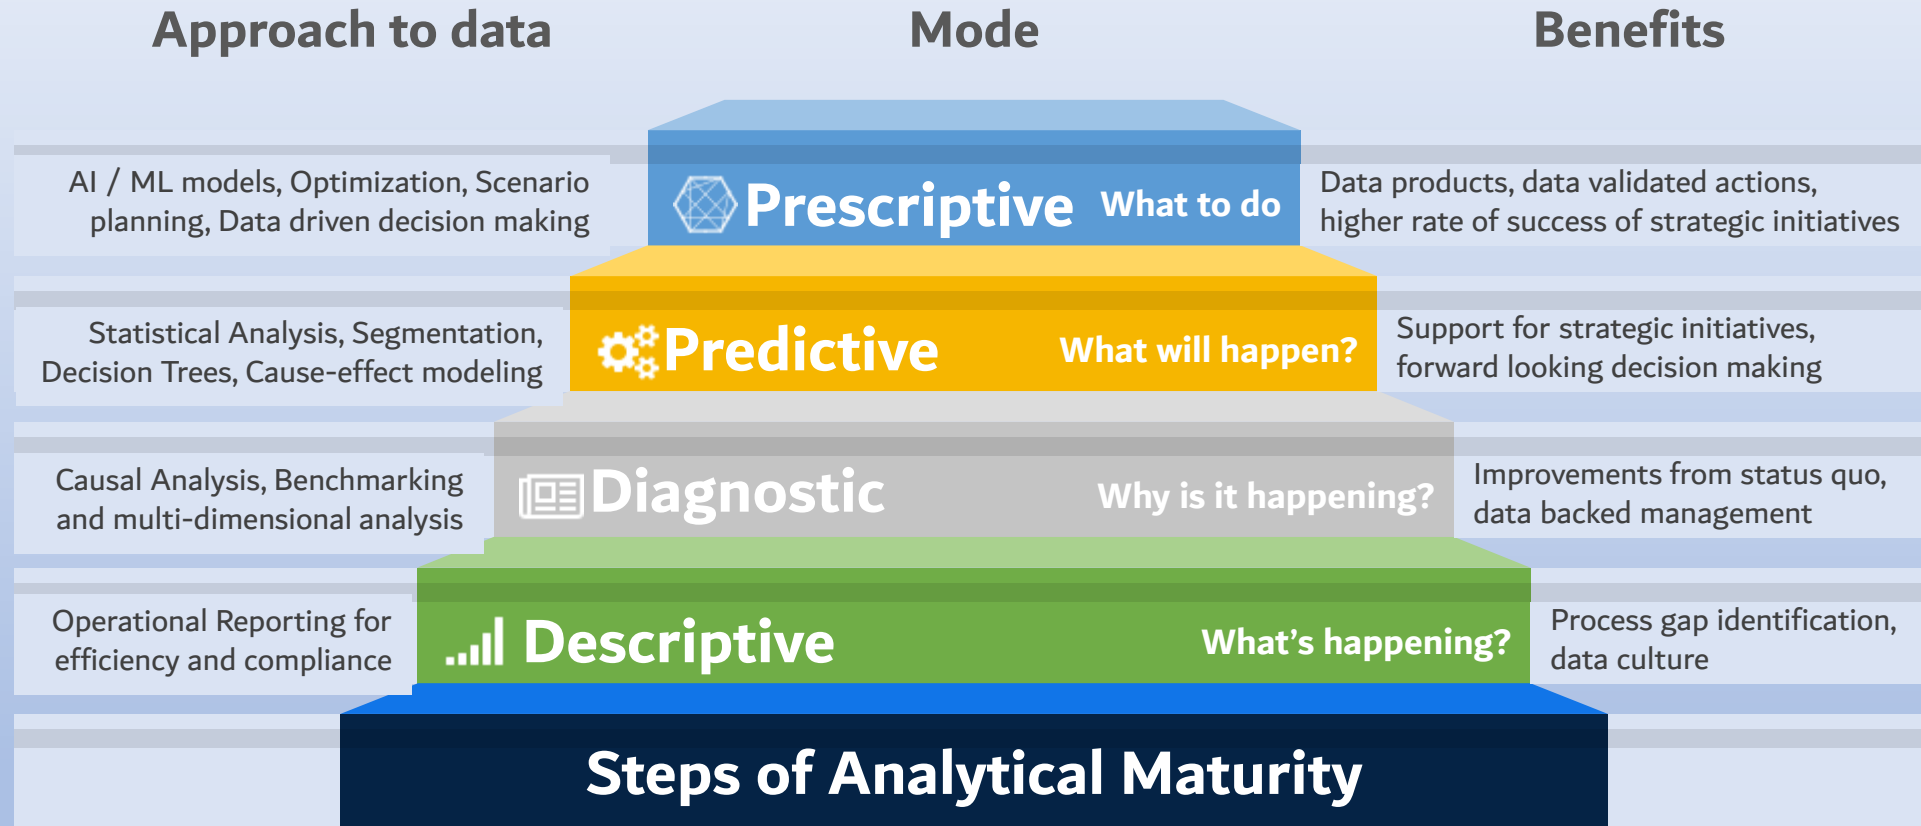 Approach to data
Mode
Benefits
AI / ML models, Optimization, Scenario
planning, Data driven decision making
Prescriptive
What to do
Data products, data validated actions,
higher rate of success of strategic initiatives
Statistical Analysis, Segmentation,
Decision Trees, Cause-effect modeling
Predictive
What will happen?
Support for strategic initiatives,
forward looking decision making
Causal Analysis, Benchmarking
and multi-dimensional analysis
Diagnostic
Why is it happening?
Improvements from status quo,
data backed management
Operational Reporting for
efficiency and compliance
Descriptive
What’s happening?
Process gap identification,
data culture
Steps of Analytical Maturity